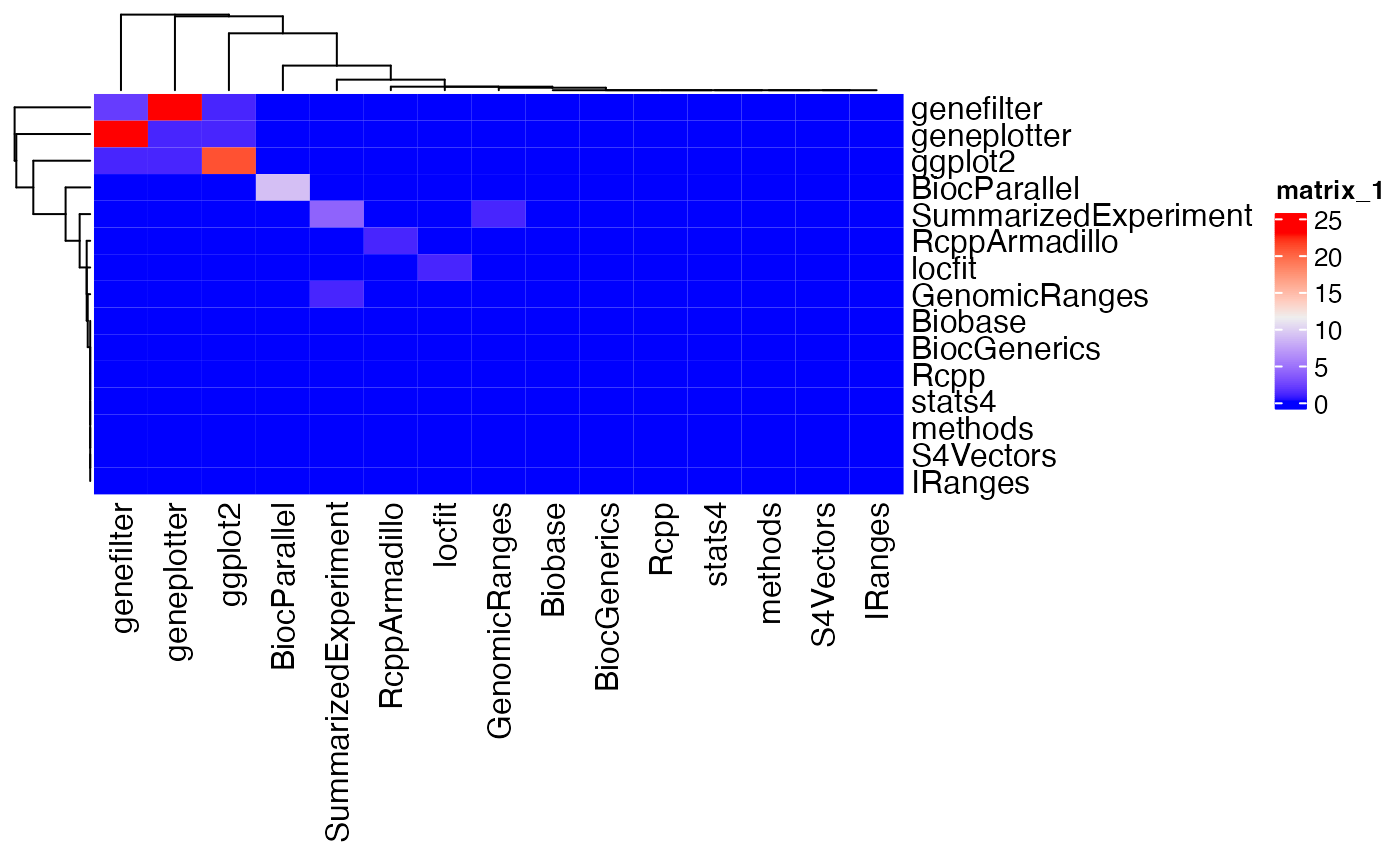 genefilter
geneplotter
ggplot2
BiocParallel
SummarizedExperiment
RcppArmadillo
locfit
GenomicRanges
Biobase
BiocGenerics
Rcpp
stats4
methods
S4Vectors
IRanges
matrix_1
25
20
15
10
5
0
genefilter
geneplotter
ggplot2
BiocParallel
SummarizedExperiment
RcppArmadillo
locfit
GenomicRanges
Biobase
BiocGenerics
Rcpp
stats4
methods
S4Vectors
IRanges